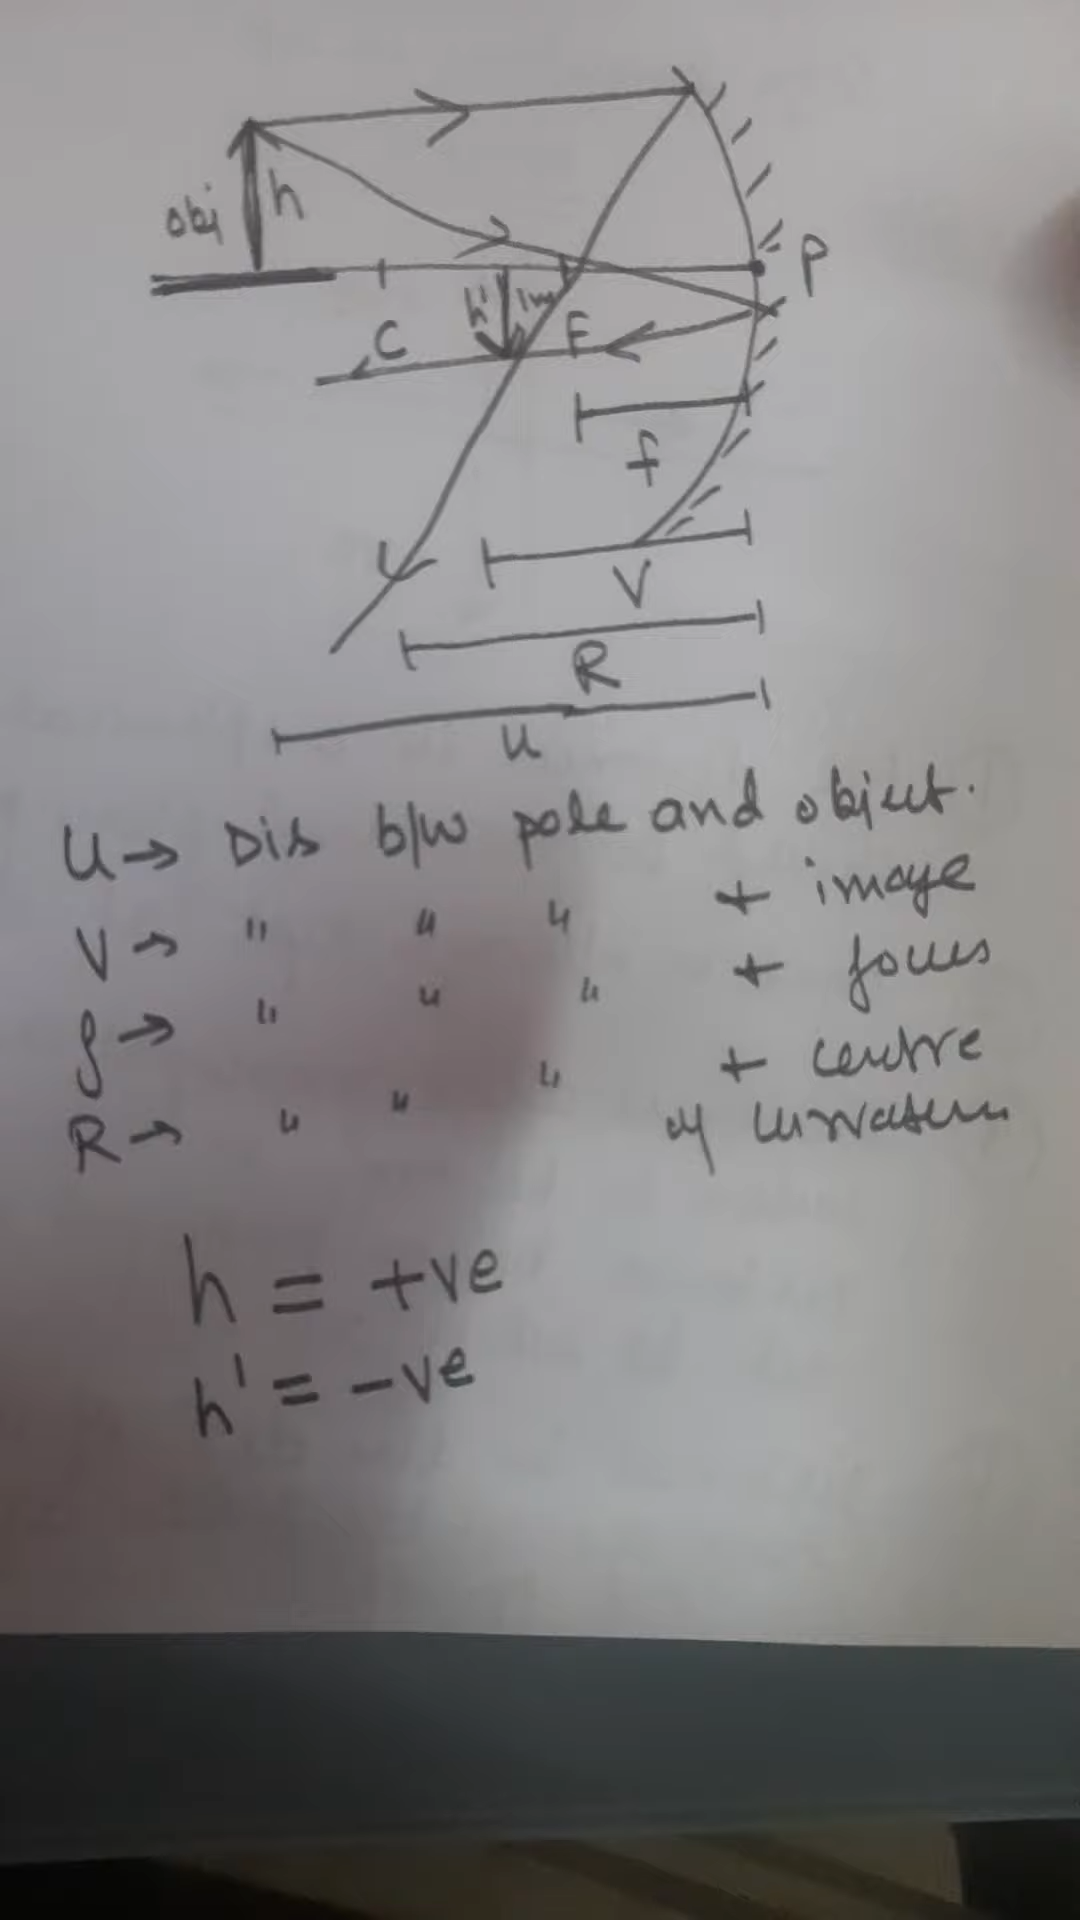 obj h
P
h' Im
C F
f
V
R
u
U → Dis b/w pole and object.
V → " " " + image
f → " " " + focus
R → " " " + centre
of curvature
h = +ve
h' = -ve